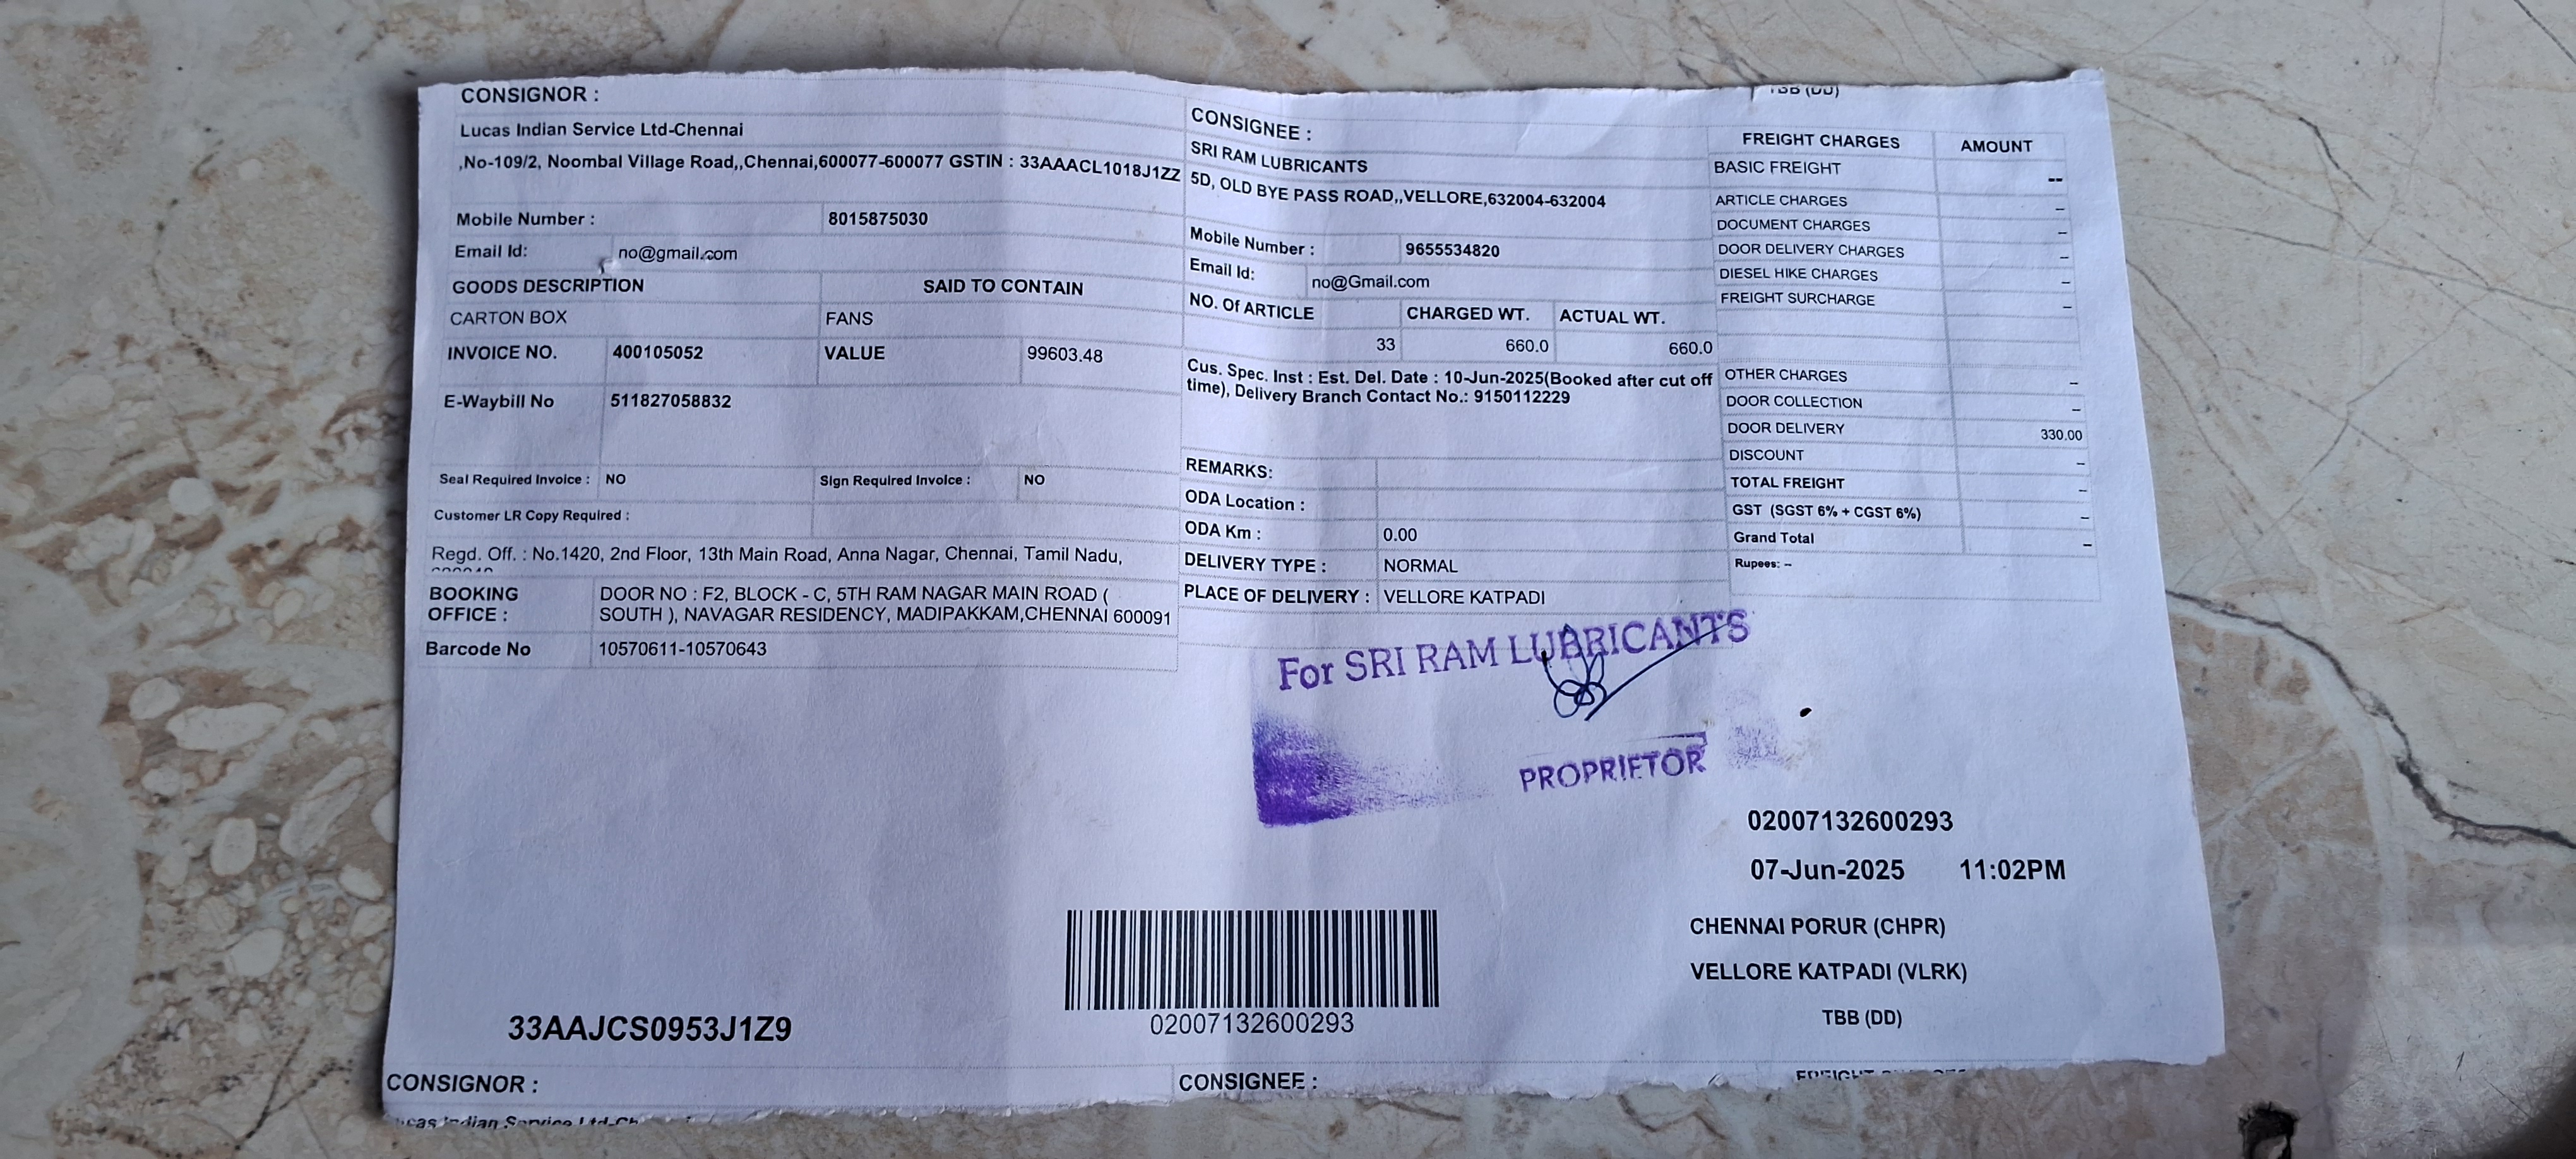 CONSIGNOR :
Lucas Indian Service Ltd-Chennai
,No-109/2, Noombal Village Road,,Chennai,600077-600077 GSTIN : 33AAACL1018J1ZZ
Mobile Number : 8015875030
Email Id: no@gmail.com
GOODS DESCRIPTION SAID TO CONTAIN
CARTON BOX FANS
INVOICE NO. 400105052 VALUE 99603.48
E-Waybill No 511827058832
Seal Required Invoice : NO Sign Required Invoice : NO
Customer LR Copy Required :
Regd. Off. : No.1420, 2nd Floor, 13th Main Road, Anna Nagar, Chennai, Tamil Nadu,
BOOKING OFFICE : DOOR NO : F2, BLOCK - C, 5TH RAM NAGAR MAIN ROAD (
SOUTH ), NAVAGAR RESIDENCY, MADIPAKKAM,CHENNAI 600091
Barcode No 10570611-10570643
CONSIGNEE :
SRI RAM LUBRICANTS
5D, OLD BYE PASS ROAD,,VELLORE,632004-632004
Mobile Number : 9655534820
Email Id: no@Gmail.com
NO. Of ARTICLE CHARGED WT. ACTUAL WT.
33 660.0 660.0
Cus. Spec. Inst : Est. Del. Date : 10-Jun-2025(Booked after cut off
time), Delivery Branch Contact No.: 9150112229
REMARKS:
ODA Location :
ODA Km : 0.00
DELIVERY TYPE : NORMAL
PLACE OF DELIVERY : VELLORE KATPADI
TBB (DD)
FREIGHT CHARGES AMOUNT
BASIC FREIGHT --
ARTICLE CHARGES --
DOCUMENT CHARGES --
DOOR DELIVERY CHARGES --
DIESEL HIKE CHARGES --
FREIGHT SURCHARGE --
OTHER CHARGES --
DOOR COLLECTION --
DOOR DELIVERY 330.00
DISCOUNT --
TOTAL FREIGHT --
GST (SGST 6% + CGST 6%) --
Grand Total --
Rupees: --
For SRI RAM LUBRICANTS
PROPRIETOR
02007132600293
07-Jun-2025 11:02PM
CHENNAI PORUR (CHPR)
VELLORE KATPADI (VLRK)
TBB (DD)
02007132600293
33AAJCS0953J1Z9
CONSIGNOR : CONSIGNEE :